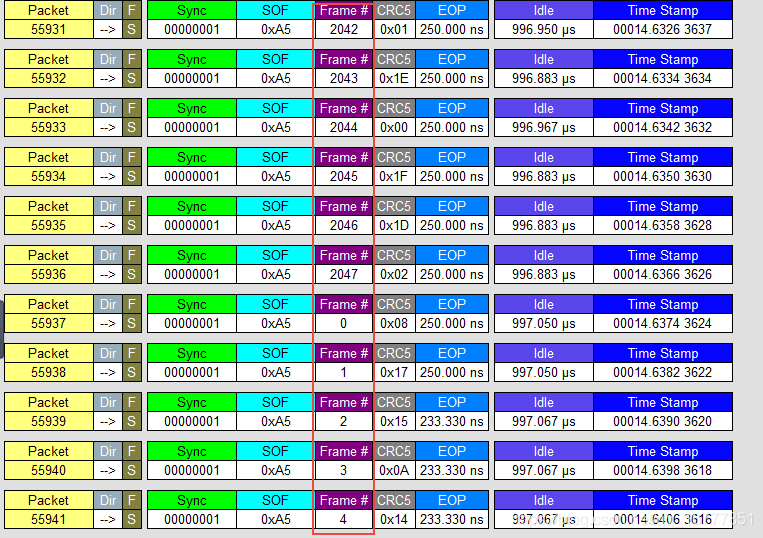 Packet Dir F Sync SOF Frame # CRC5 EOP Idle Time Stamp
55931 --> S 00000001 0xA5 2042 0x01 250.000 ns 996.950 µs 00014.6326 3637
Packet Dir F Sync SOF Frame # CRC5 EOP Idle Time Stamp
55932 --> S 00000001 0xA5 2043 0x1E 250.000 ns 996.883 µs 00014.6334 3634
Packet Dir F Sync SOF Frame # CRC5 EOP Idle Time Stamp
55933 --> S 00000001 0xA5 2044 0x00 250.000 ns 996.967 µs 00014.6342 3632
Packet Dir F Sync SOF Frame # CRC5 EOP Idle Time Stamp
55934 --> S 00000001 0xA5 2045 0x1F 250.000 ns 996.883 µs 00014.6350 3630
Packet Dir F Sync SOF Frame # CRC5 EOP Idle Time Stamp
55935 --> S 00000001 0xA5 2046 0x1D 250.000 ns 996.883 µs 00014.6358 3628
Packet Dir F Sync SOF Frame # CRC5 EOP Idle Time Stamp
55936 --> S 00000001 0xA5 2047 0x02 250.000 ns 996.883 µs 00014.6366 3626
Packet Dir F Sync SOF Frame # CRC5 EOP Idle Time Stamp
55937 --> S 00000001 0xA5 0 0x08 250.000 ns 997.050 µs 00014.6374 3624
Packet Dir F Sync SOF Frame # CRC5 EOP Idle Time Stamp
55938 --> S 00000001 0xA5 1 0x17 250.000 ns 997.050 µs 00014.6382 3622
Packet Dir F Sync SOF Frame # CRC5 EOP Idle Time Stamp
55939 --> S 00000001 0xA5 2 0x15 233.330 ns 997.067 µs 00014.6390 3620
Packet Dir F Sync SOF Frame # CRC5 EOP Idle Time Stamp
55940 --> S 00000001 0xA5 3 0x0A 233.330 ns 997.067 µs 00014.6398 3618
Packet Dir F Sync SOF Frame # CRC5 EOP Idle Time Stamp
55941 --> S 00000001 0xA5 4 0x14 233.330 ns 997.067 µs 00014.6406 3616